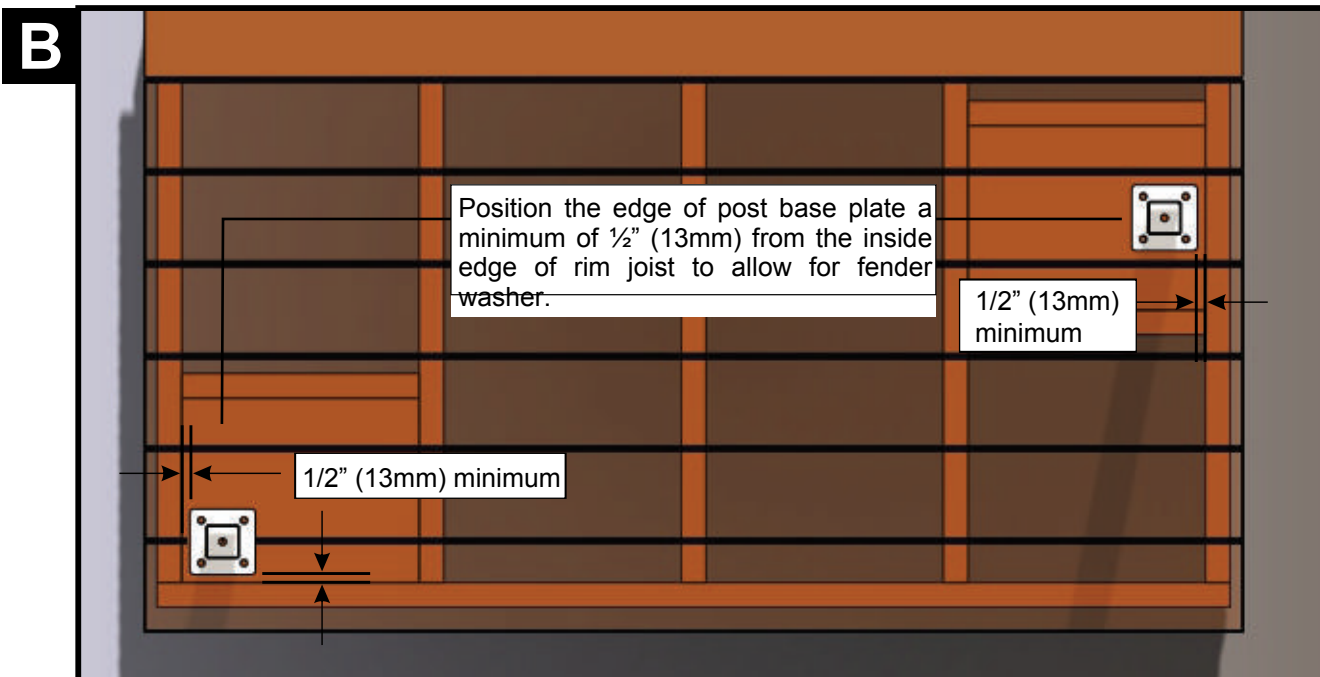 B
Position the edge of post base plate a
minimum of ½” (13mm) from the inside
edge of rim joist to allow for fender
washer.
1/2” (13mm)
minimum
1/2” (13mm) minimum